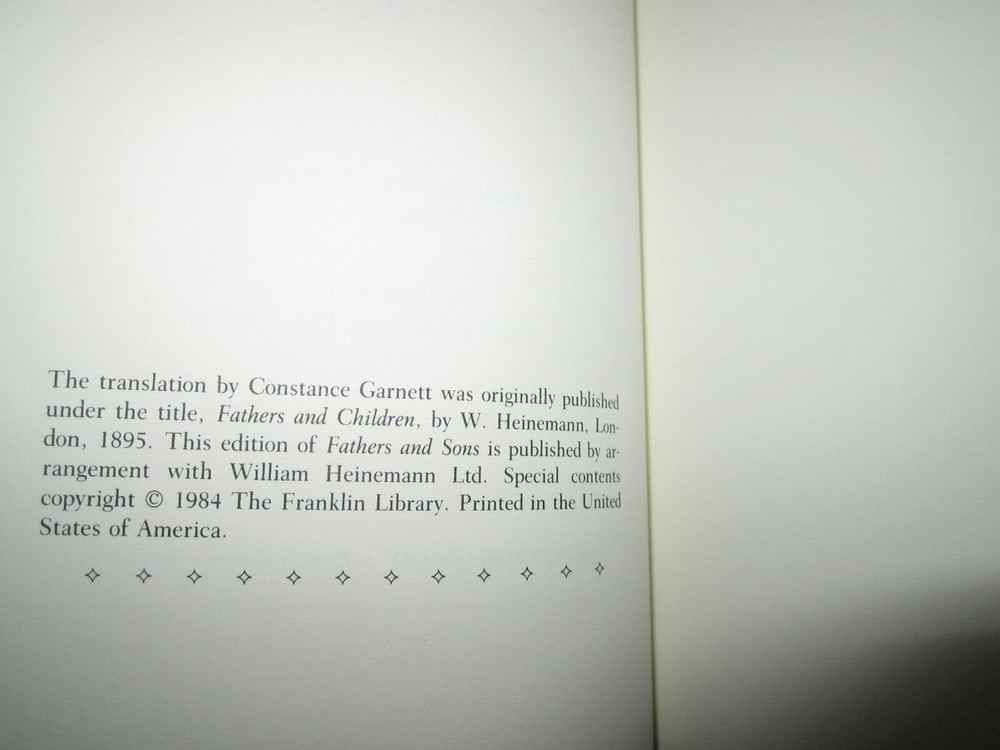 The translation by Constance Garnett was originally published
under the title, Fathers and Children, by W. Heinemann, Lon-
don, 1895. This edition of Fathers and Sons is published by ar-
rangement with William Heinemann Ltd. Special contents
copyright © 1984 The Franklin Library. Printed in the United
States of America.